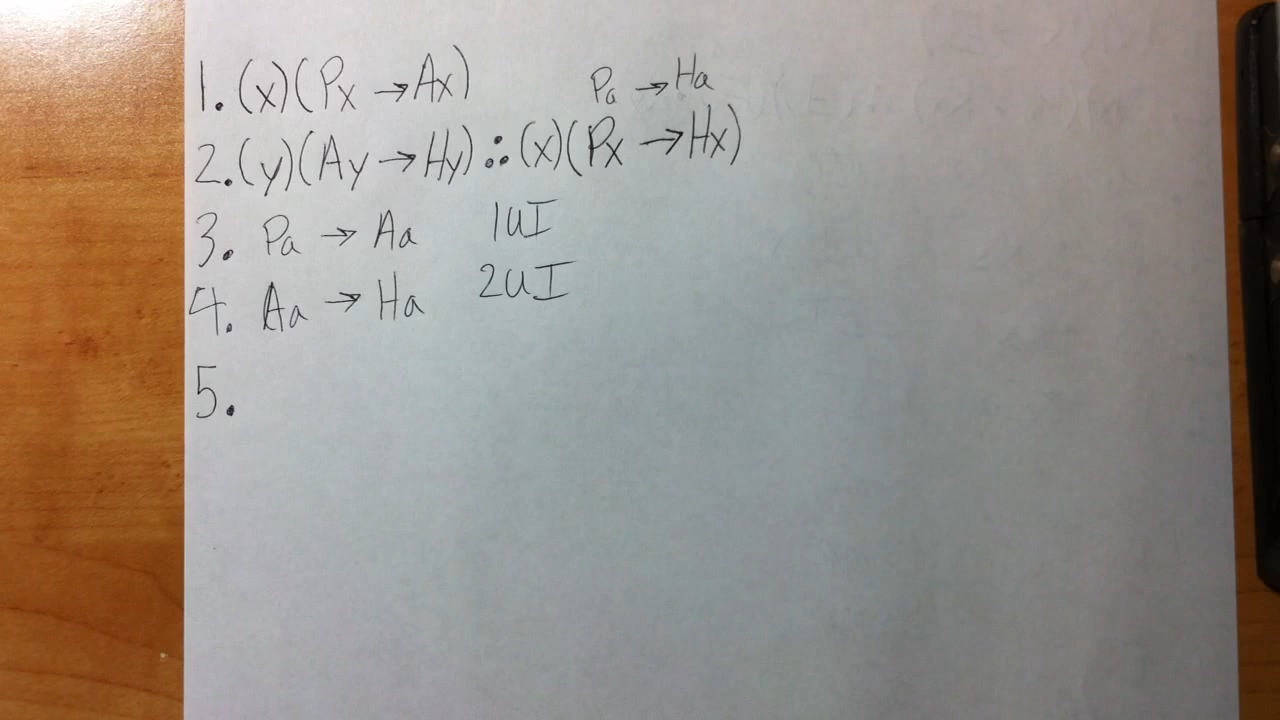 1. (x)(Px → Ax)
Pa → Ha
2. (y)(Ay → Hy) ∴ (x)(Px → Hx)
3. Pa → Aa 1UI
4. Aa → Ha 2UI
5.